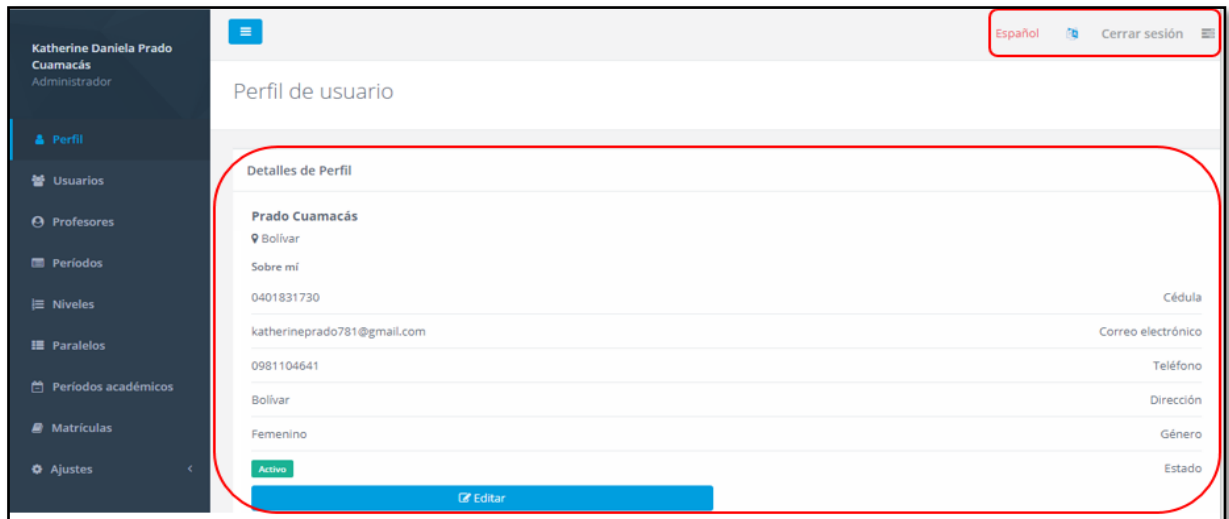 Katherine Daniela Prado
Cuamacás
Administrador
Perfil
Usuarios
Profesores
Períodos
Niveles
Paralelos
Períodos académicos
Matrículas
Ajustes
Español Cerrar sesión
Perfil de usuario
Detalles de Perfil
Prado Cuamacás
Bolívar
Sobre mí
0401831730 Cédula
katherineprado781@gmail.com Correo electrónico
0981104641 Teléfono
Bolívar Dirección
Femenino Género
Activo Estado
Editar